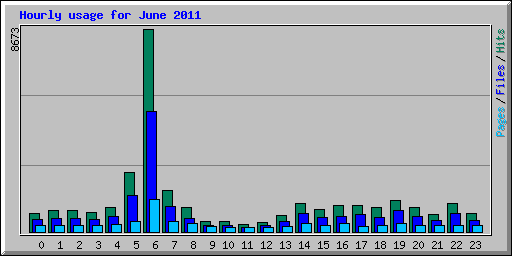 Hourly usage for June 2011
8673
Pages/Files/Hits
0 1 2 3 4 5 6 7 8 9 10 11 12 13 14 15 16 17 18 19 20 21 22 23